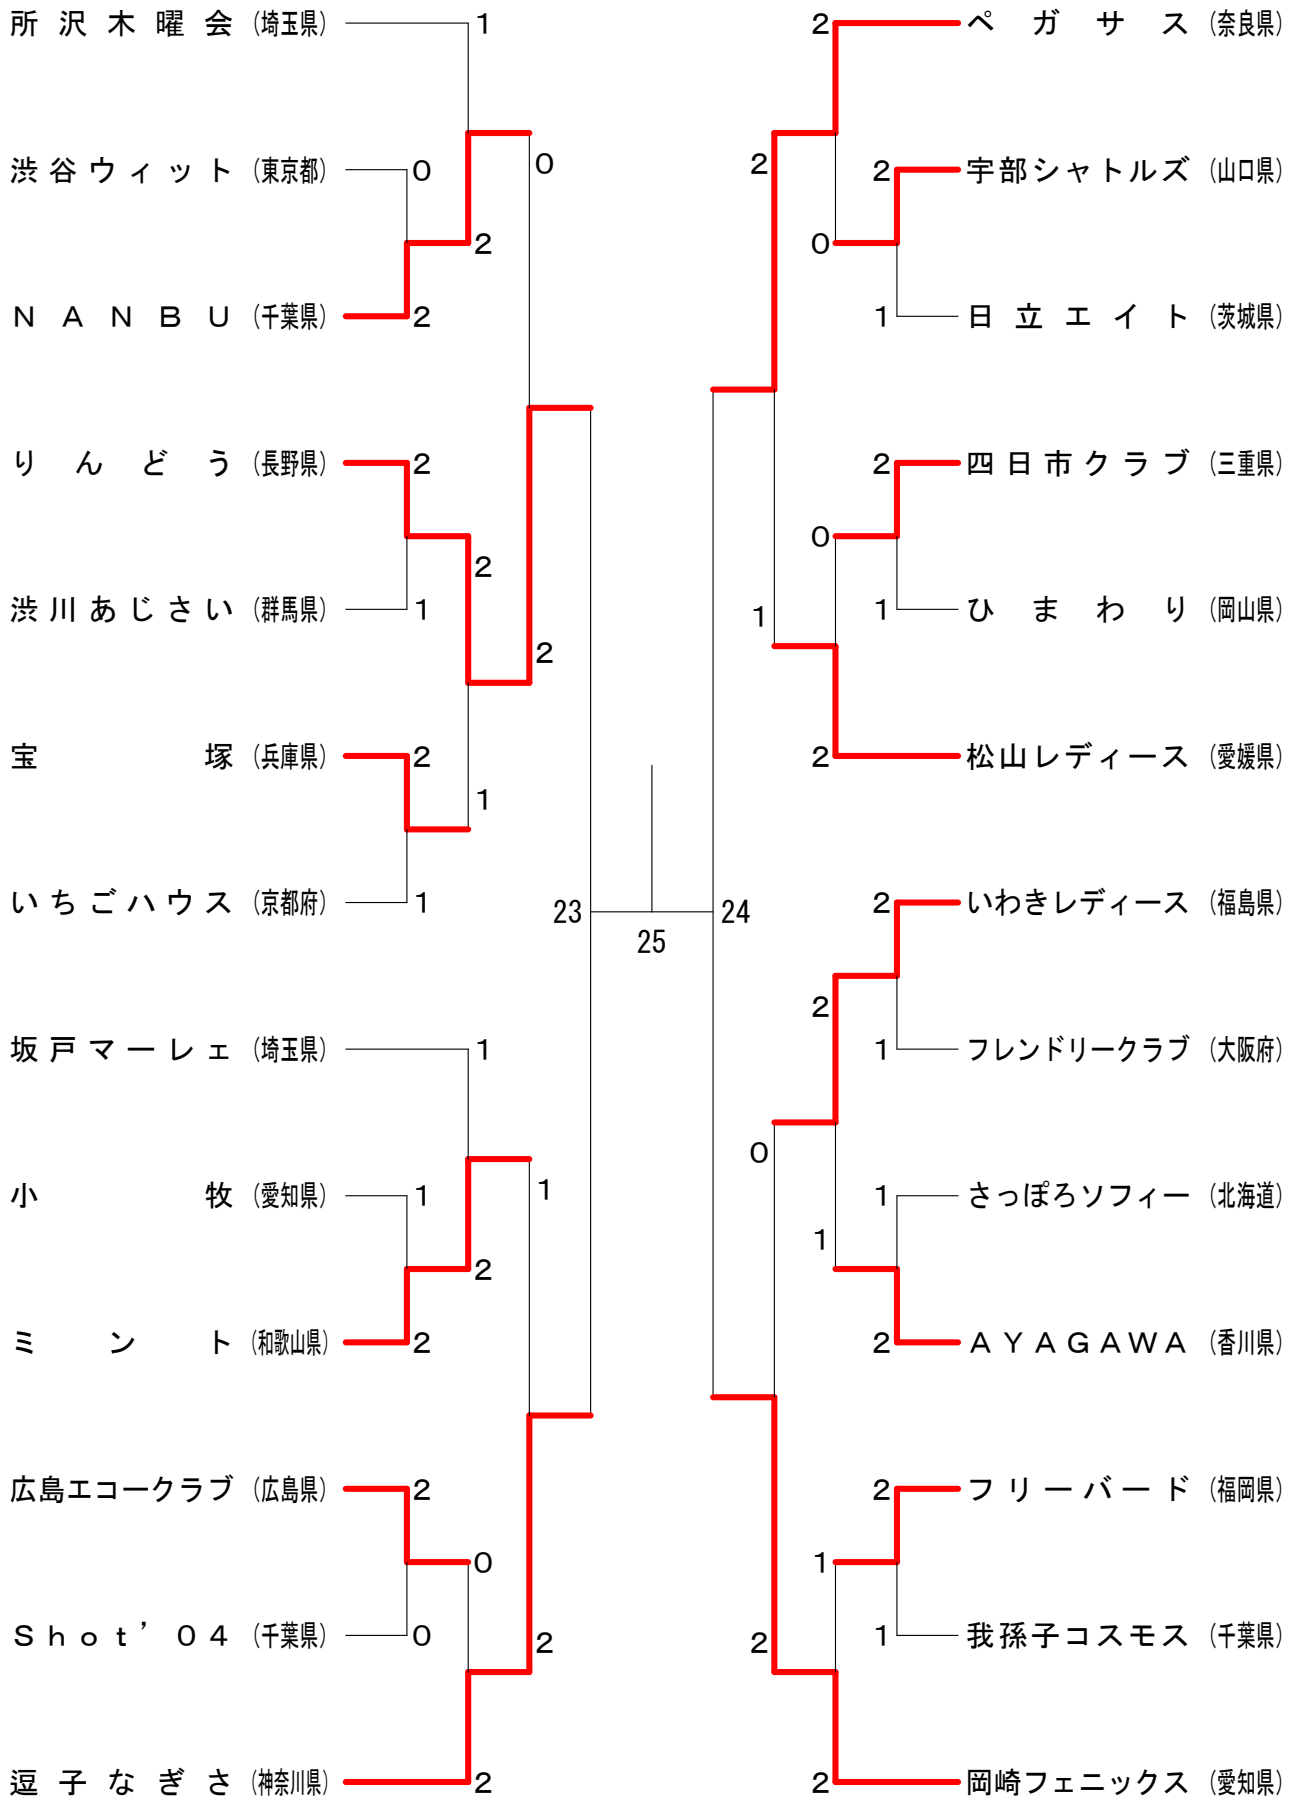 所沢木曜会 (埼玉県) 1
0
渋谷ウィット (東京都) 0
2
NANBU (千葉県) 2
りんどう (長野県) 2
2
渋川あじさい (群馬県) 1
2
宝塚 (兵庫県) 2
1
いちごハウス (京都府) 1
坂戸マーレェ (埼玉県) 1
小牧 (愛知県) 1
1
2
ミント (和歌山県) 2
広島エコークラブ (広島県) 2
0
Shot’04 (千葉県) 0
2
逗子なぎさ (神奈川県) 2
23
25
24
2 ペガサス (奈良県)
2
2 宇部シャトルズ (山口県)
0
1 日立エイト (茨城県)
2 四日市クラブ (三重県)
0
1 ひまわり (岡山県)
1
2 松山レディース (愛媛県)
2 いわきレディース (福島県)
2
1 フレンドリークラブ (大阪府)
0
1 さっぽろソフィー (北海道)
1
2 AYAGAWA (香川県)
2 フリーバード (福岡県)
1
1 我孫子コスモス (千葉県)
2
2 岡崎フェニックス (愛知県)